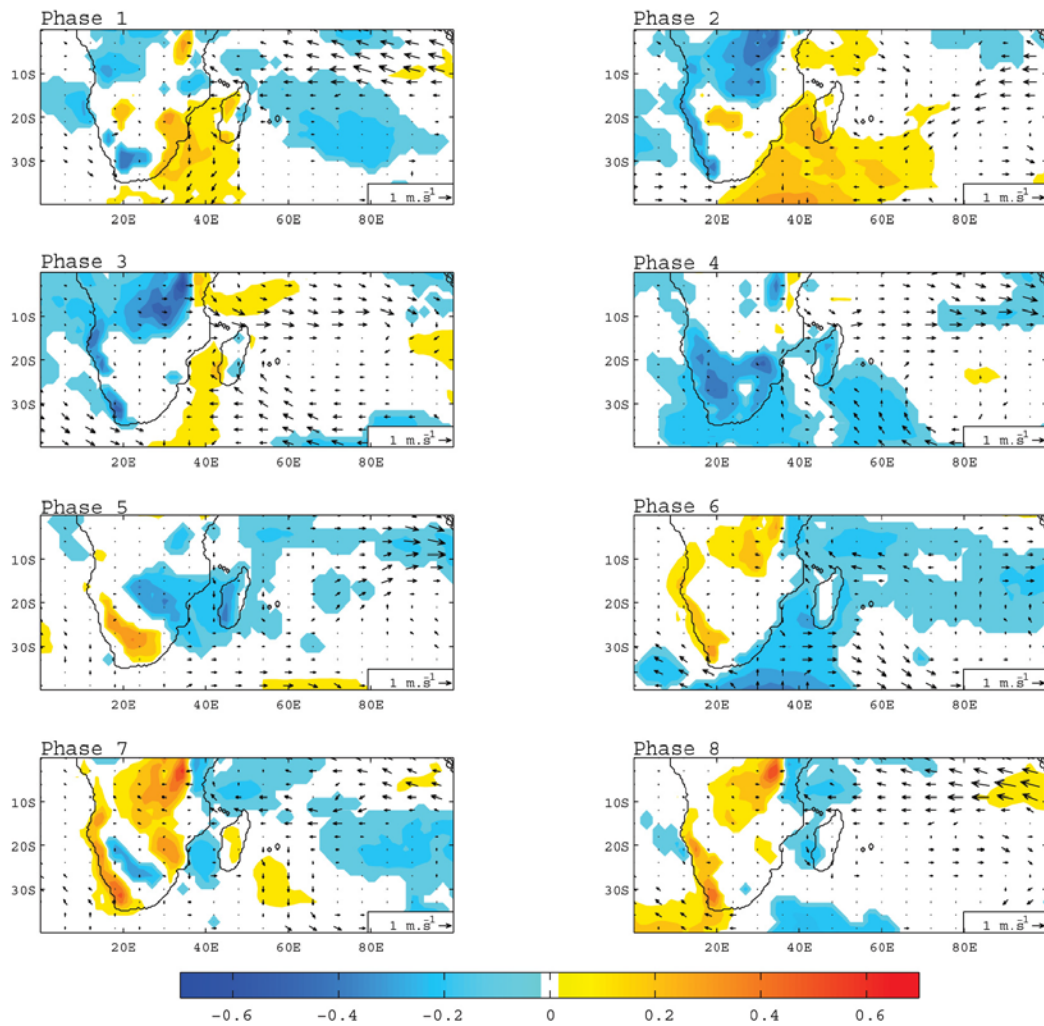 Phase 1
Phase 2
10S
20S
30S
1 m.s-1
20E 40E 60E 80E
10S
20S
30S
1 m.s-1
20E 40E 60E 80E
Phase 3
Phase 4
10S
20S
30S
1 m.s-1
20E 40E 60E 80E
10S
20S
30S
1 m.s-1
20E 40E 60E 80E
Phase 5
Phase 6
10S
20S
30S
1 m.s-1
20E 40E 60E 80E
10S
20S
30S
1 m.s-1
20E 40E 60E 80E
Phase 7
Phase 8
10S
20S
30S
1 m.s-1
20E 40E 60E 80E
10S
20S
30S
1 m.s-1
20E 40E 60E 80E
-0.6 -0.4 -0.2 0 0.2 0.4 0.6